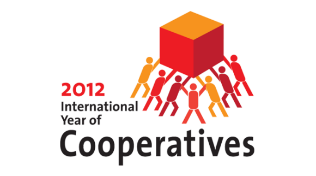 2012
International
Year of
Cooperatives